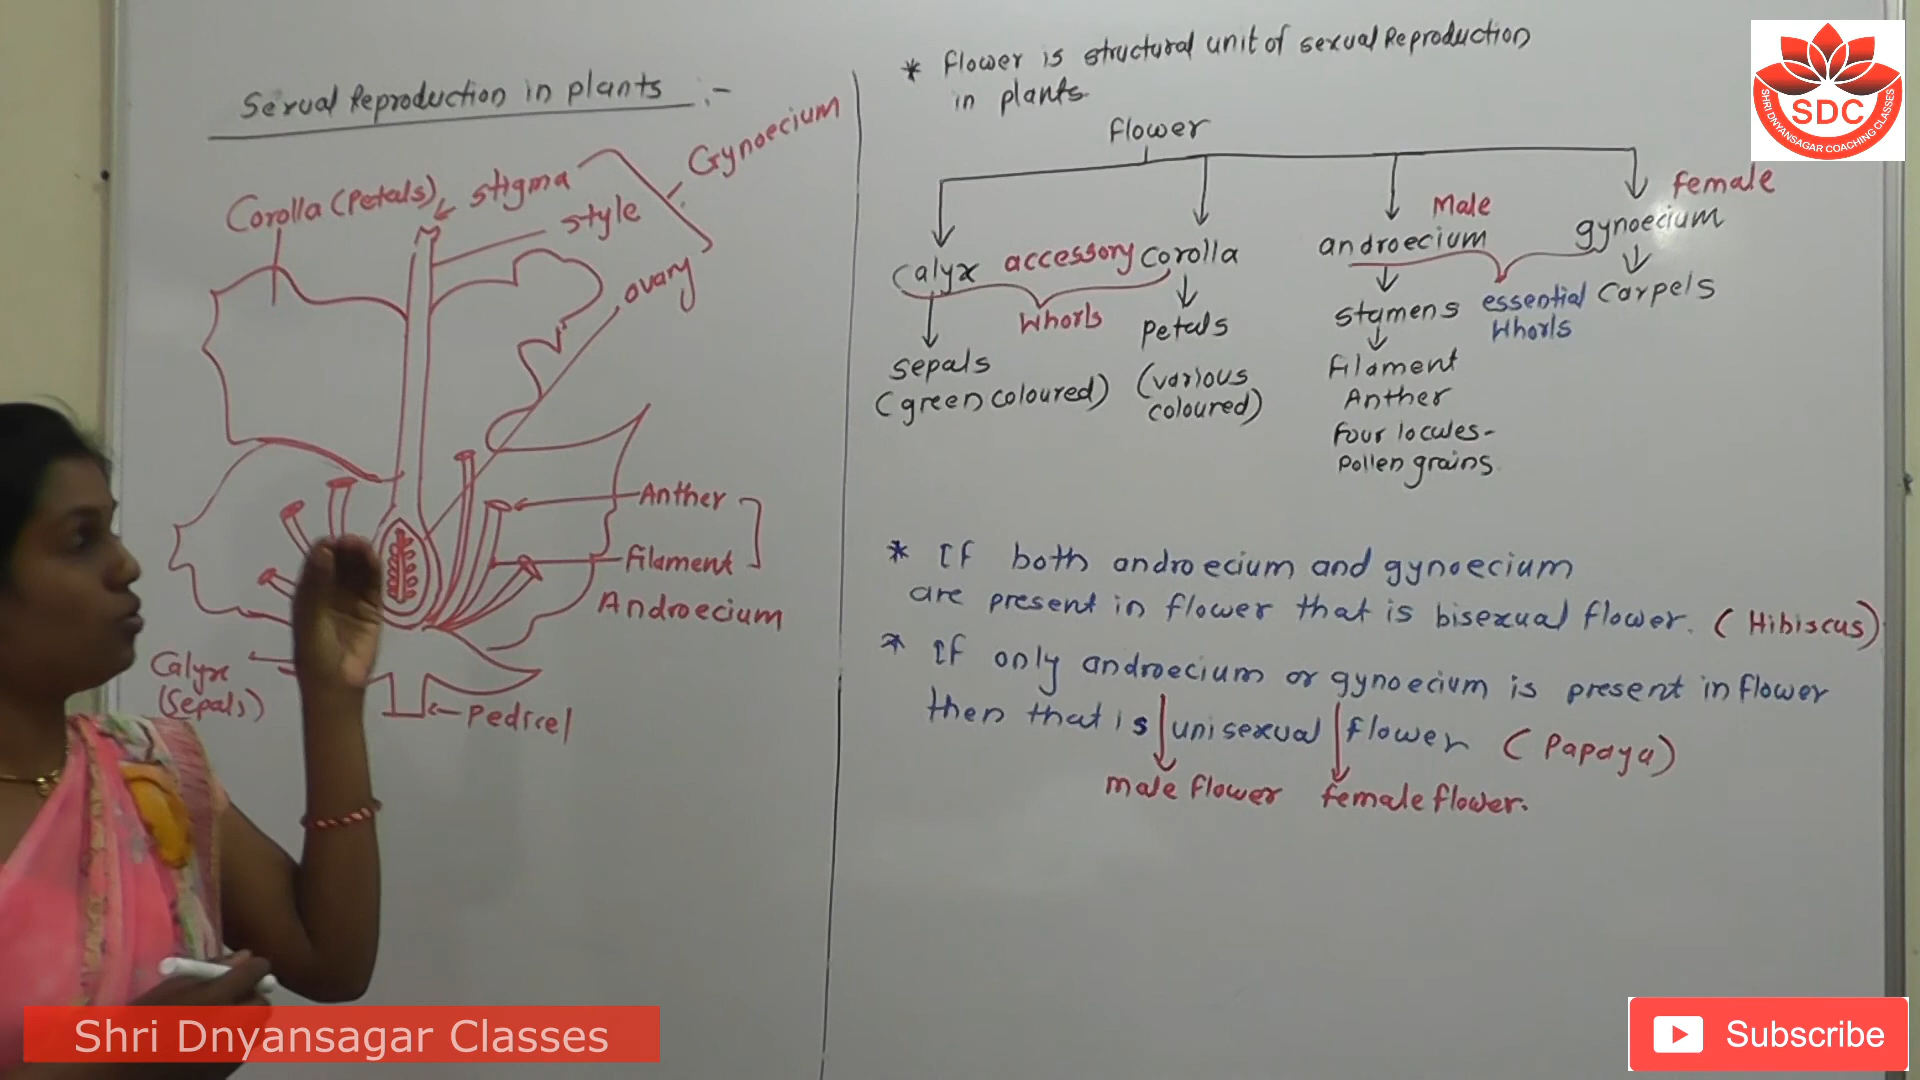 Sexual Reproduction in plants :-
Corolla (Petals)
stigma
style
Gynoecium
ovary
Anther
Filament
Androecium
Calyx
(Sepals)
Pedicel
* flower is structural unit of sexual Reproduction
in plants.
flower
Male
female
Calyx
accessory
Whorls
corolla
androecium
gynoecium
sepals
(green coloured)
petals
(various
coloured)
stamens
essential
Whorls
Carpels
Filament
Anther
Four locules-
Pollen grains
* If both androecium and gynoecium
are present in flower that is bisexual flower. (Hibiscus)
* If only androecium or gynoecium is present in flower
then that is unisexual flower (Papaya)
male flower female flower.
SDC
SHRI DNYANSAGAR COACHING CLASSES
Shri Dnyansagar Classes
Subscribe